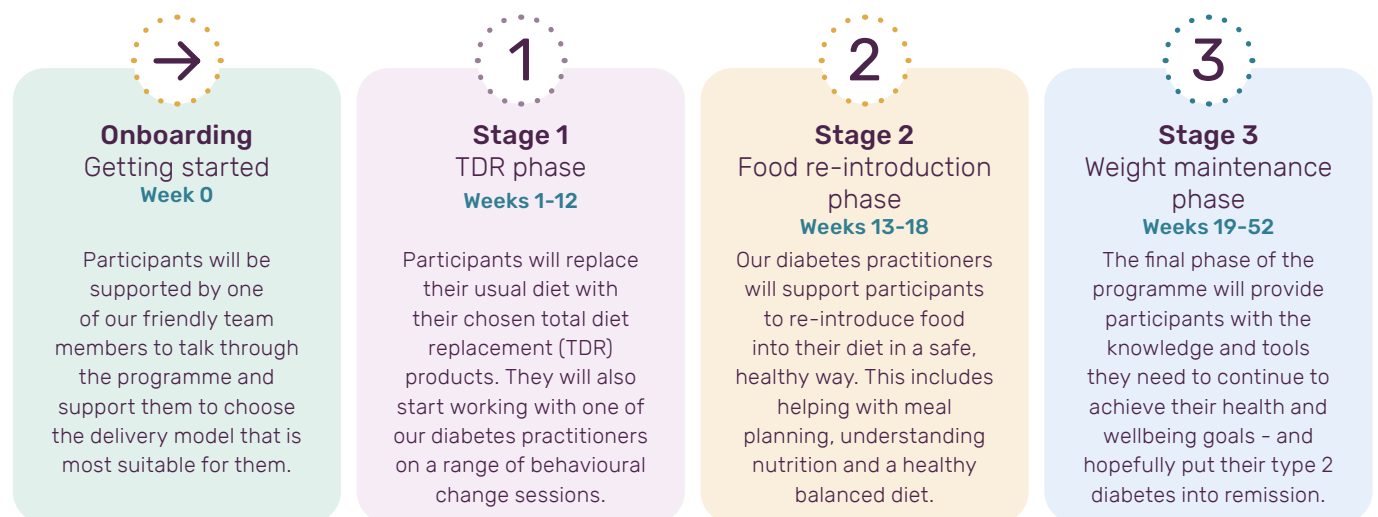 Onboarding
Getting started
Week 0
Participants will be
supported by one
of our friendly team
members to talk through
the programme and
support them to choose
the delivery model that is
most suitable for them.
1
Stage 1
TDR phase
Weeks 1-12
Participants will replace
their usual diet with
their chosen total diet
replacement (TDR)
products. They will also
start working with one of
our diabetes practitioners
on a range of behavioural
change sessions.
2
Stage 2
Food re-introduction
phase
Weeks 13-18
Our diabetes practitioners
will support participants
to re-introduce food
into their diet in a safe,
healthy way. This includes
helping with meal
planning, understanding
nutrition and a healthy
balanced diet.
3
Stage 3
Weight maintenance
phase
Weeks 19-52
The final phase of the
programme will provide
participants with the
knowledge and tools
they need to continue to
achieve their health and
wellbeing goals - and
hopefully put their type 2
diabetes into remission.